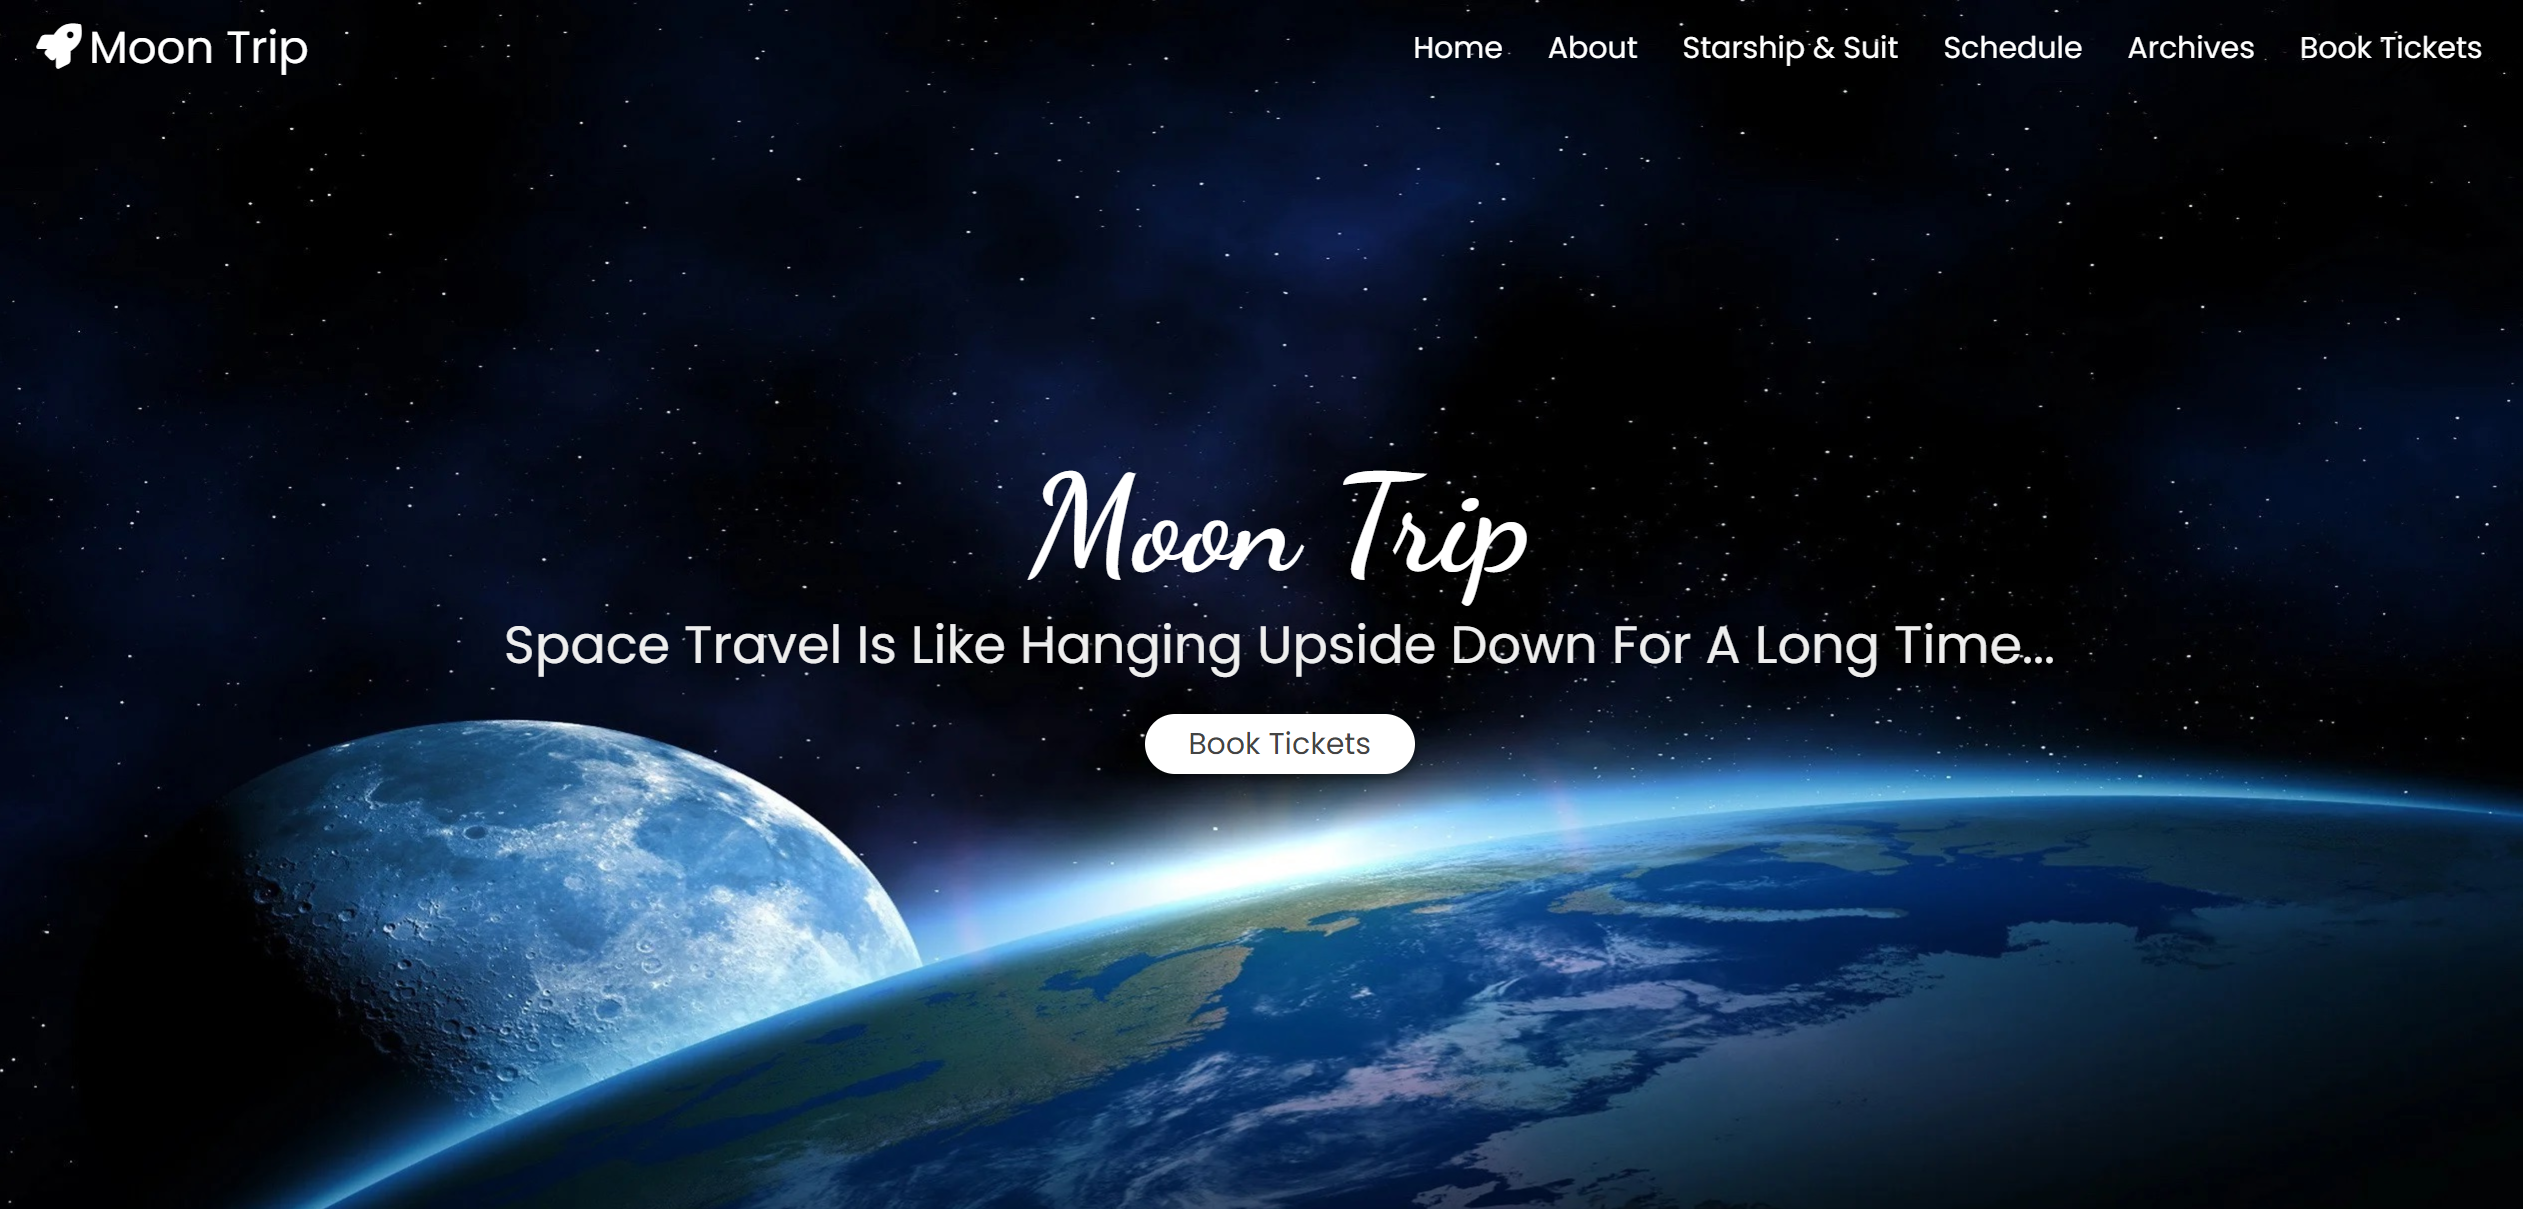 Moon Trip
Home About Starship & Suit Schedule Archives Book Tickets
Moon Trip
Space Travel Is Like Hanging Upside Down For A Long Time...
Book Tickets